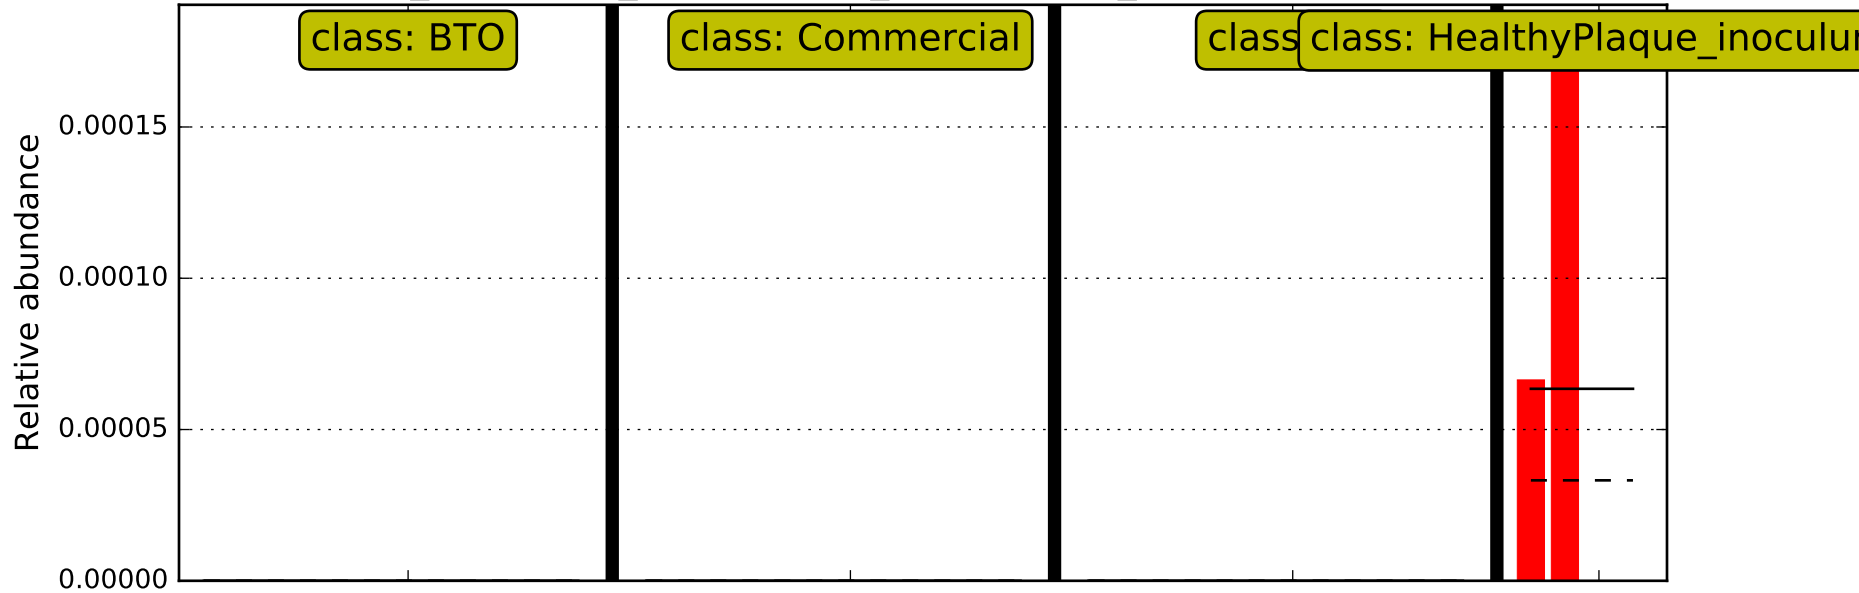 class: BTO
class: Commercial
class
class: HealthyPlaque_inoculu
Relative abundance
0.00015
0.00010
0.00005
0.00000